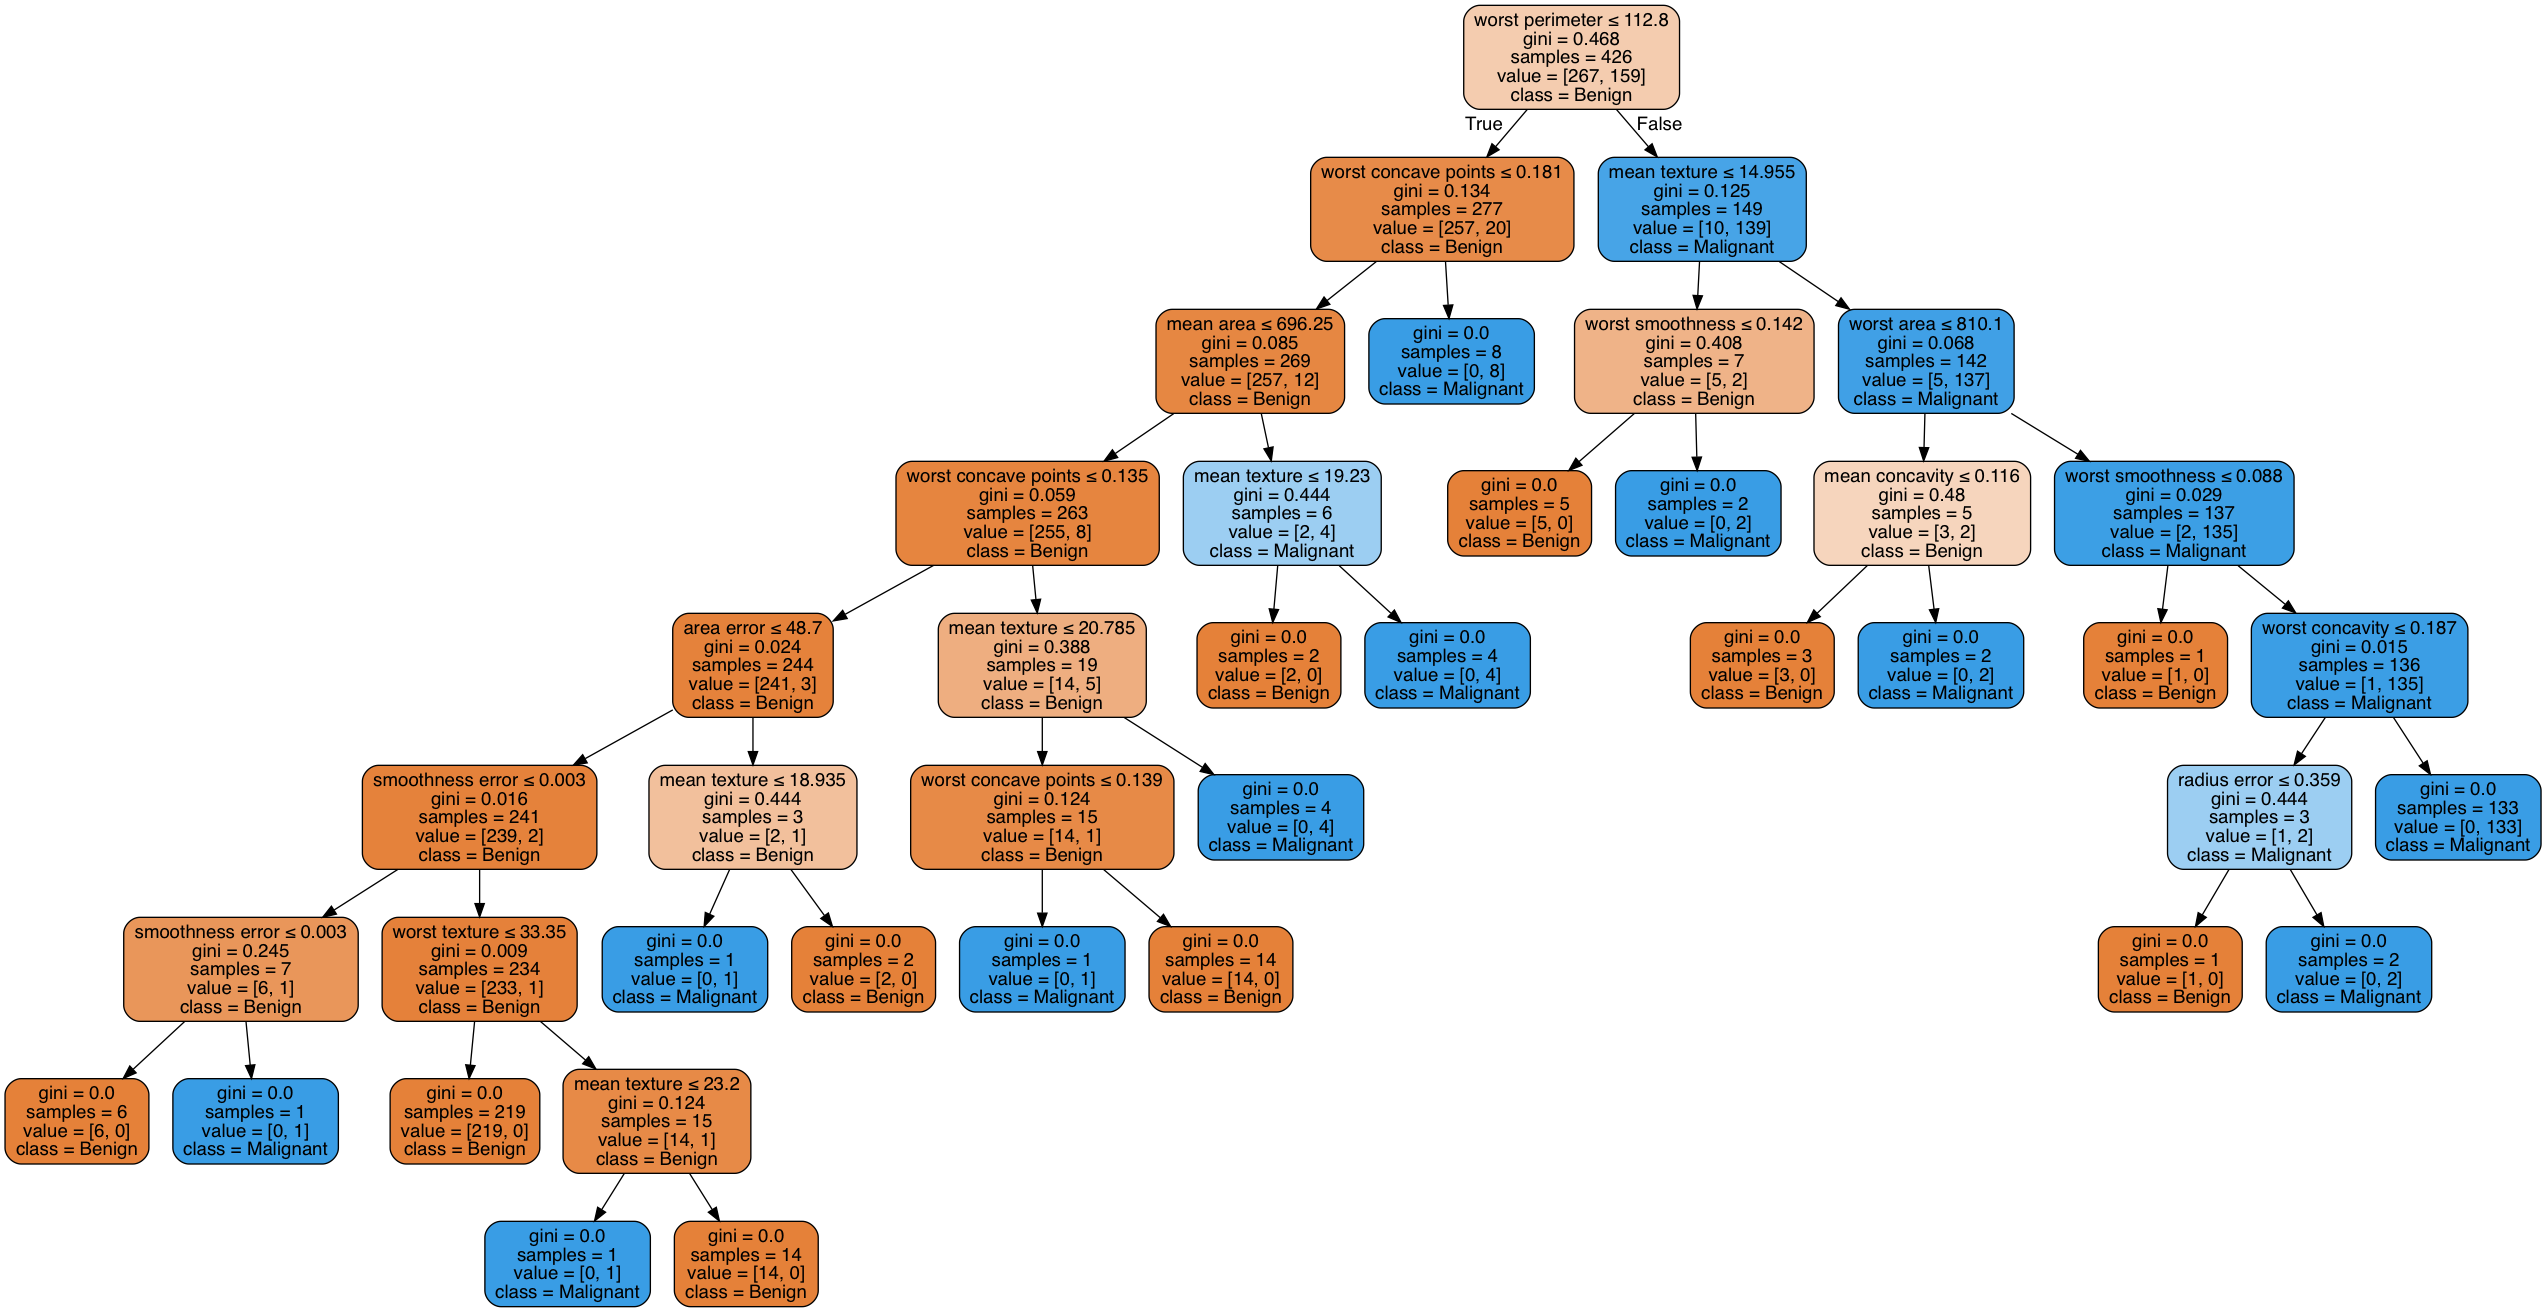 worst perimeter ≤ 112.8
gini = 0.468
samples = 426
value = [267, 159]
class = Benign
True
False
worst concave points ≤ 0.181
gini = 0.134
samples = 277
value = [257, 20]
class = Benign
mean texture ≤ 14.955
gini = 0.125
samples = 149
value = [10, 139]
class = Malignant
mean area ≤ 696.25
gini = 0.085
samples = 269
value = [257, 12]
class = Benign
gini = 0.0
samples = 8
value = [0, 8]
class = Malignant
worst smoothness ≤ 0.142
gini = 0.408
samples = 7
value = [5, 2]
class = Benign
worst area ≤ 810.1
gini = 0.068
samples = 142
value = [5, 137]
class = Malignant
worst concave points ≤ 0.135
gini = 0.059
samples = 263
value = [255, 8]
class = Benign
mean texture ≤ 19.23
gini = 0.444
samples = 6
value = [2, 4]
class = Malignant
gini = 0.0
samples = 5
value = [5, 0]
class = Benign
gini = 0.0
samples = 2
value = [0, 2]
class = Malignant
mean concavity ≤ 0.116
gini = 0.48
samples = 5
value = [3, 2]
class = Benign
worst smoothness ≤ 0.088
gini = 0.029
samples = 137
value = [2, 135]
class = Malignant
area error ≤ 48.7
gini = 0.024
samples = 244
value = [241, 3]
class = Benign
mean texture ≤ 20.785
gini = 0.388
samples = 19
value = [14, 5]
class = Benign
gini = 0.0
samples = 2
value = [2, 0]
class = Benign
gini = 0.0
samples = 4
value = [0, 4]
class = Malignant
gini = 0.0
samples = 3
value = [3, 0]
class = Benign
gini = 0.0
samples = 2
value = [0, 2]
class = Malignant
gini = 0.0
samples = 1
value = [1, 0]
class = Benign
worst concavity ≤ 0.187
gini = 0.015
samples = 136
value = [1, 135]
class = Malignant
smoothness error ≤ 0.003
gini = 0.016
samples = 241
value = [239, 2]
class = Benign
mean texture ≤ 18.935
gini = 0.444
samples = 3
value = [2, 1]
class = Benign
worst concave points ≤ 0.139
gini = 0.124
samples = 15
value = [14, 1]
class = Benign
gini = 0.0
samples = 4
value = [0, 4]
class = Malignant
radius error ≤ 0.359
gini = 0.444
samples = 3
value = [1, 2]
class = Malignant
gini = 0.0
samples = 133
value = [0, 133]
class = Malignant
smoothness error ≤ 0.003
gini = 0.245
samples = 7
value = [6, 1]
class = Benign
worst texture ≤ 33.35
gini = 0.009
samples = 234
value = [233, 1]
class = Benign
gini = 0.0
samples = 1
value = [0, 1]
class = Malignant
gini = 0.0
samples = 2
value = [2, 0]
class = Benign
gini = 0.0
samples = 1
value = [0, 1]
class = Malignant
gini = 0.0
samples = 14
value = [14, 0]
class = Benign
gini = 0.0
samples = 1
value = [1, 0]
class = Benign
gini = 0.0
samples = 2
value = [0, 2]
class = Malignant
gini = 0.0
samples = 6
value = [6, 0]
class = Benign
gini = 0.0
samples = 1
value = [0, 1]
class = Malignant
gini = 0.0
samples = 219
value = [219, 0]
class = Benign
mean texture ≤ 23.2
gini = 0.124
samples = 15
value = [14, 1]
class = Benign
gini = 0.0
samples = 1
value = [0, 1]
class = Malignant
gini = 0.0
samples = 14
value = [14, 0]
class = Benign